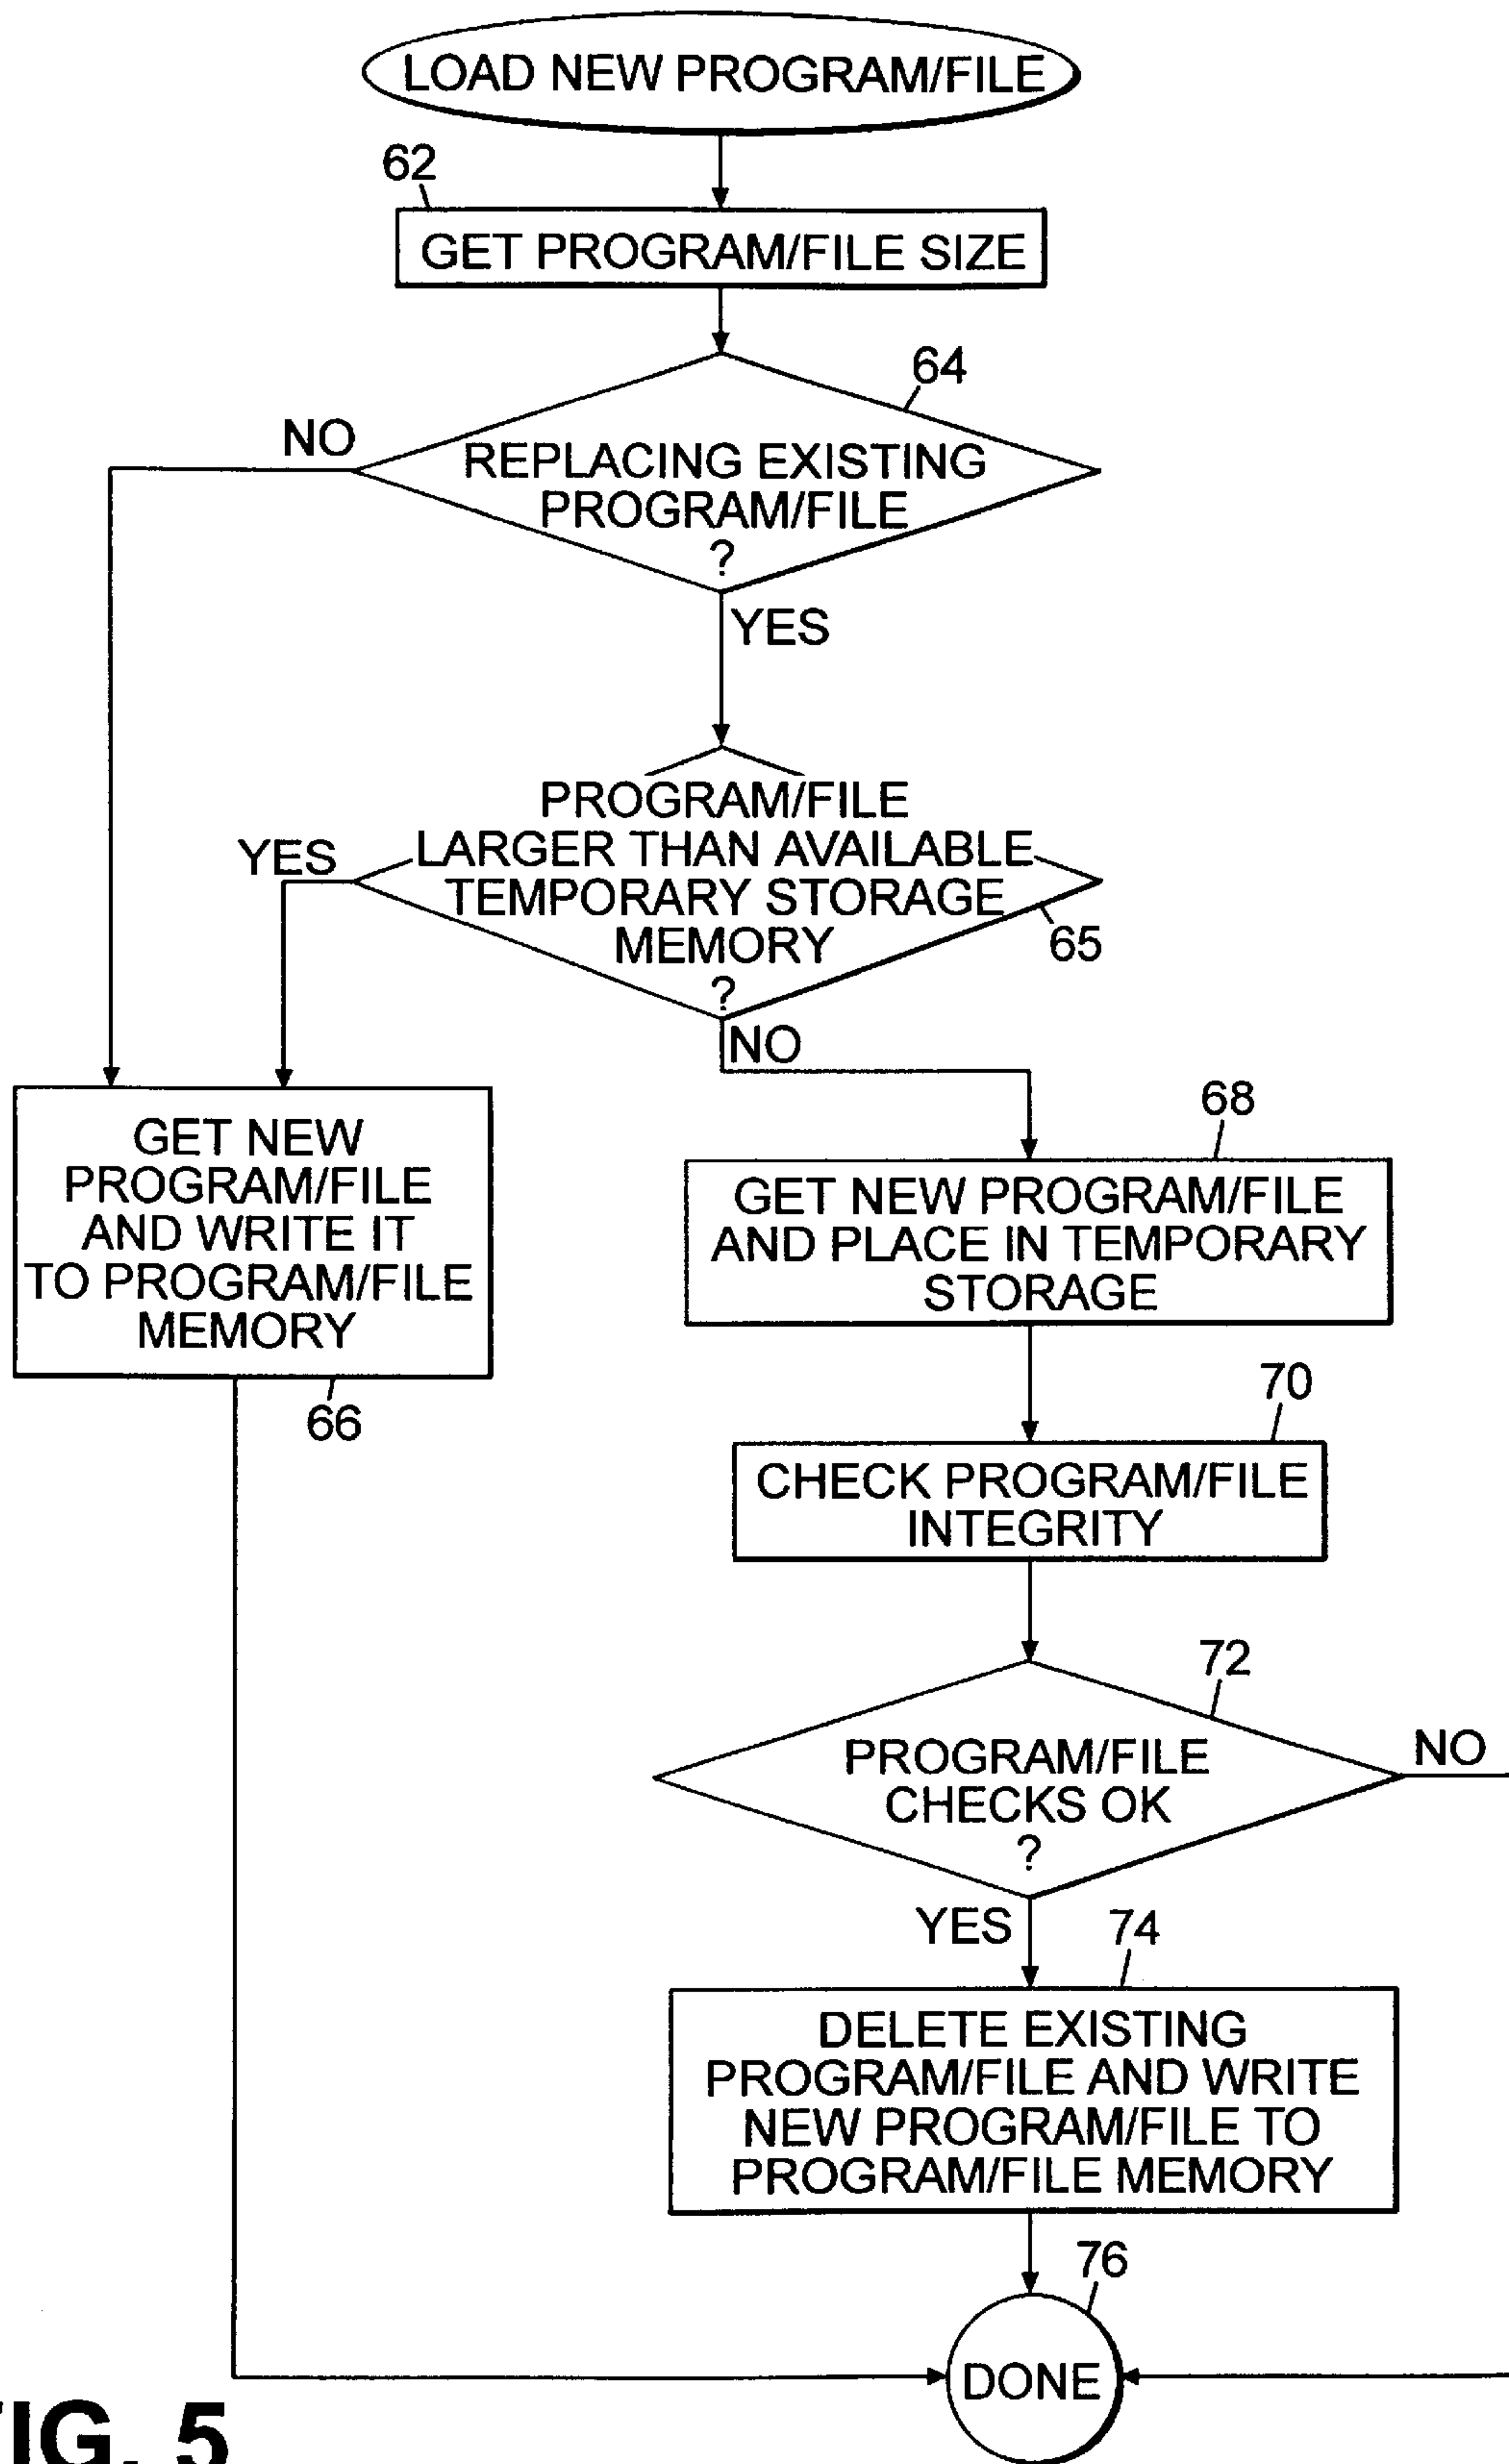 LOAD NEW PROGRAM/FILE
62
GET PROGRAM/FILE SIZE
64
NO
REPLACING EXISTING
PROGRAM/FILE
?
YES
PROGRAM/FILE
LARGER THAN AVAILABLE
TEMPORARY STORAGE
MEMORY
?
YES
65
NO
GET NEW
PROGRAM/FILE
AND WRITE IT
TO PROGRAM/FILE
MEMORY
66
68
GET NEW PROGRAM/FILE
AND PLACE IN TEMPORARY
STORAGE
70
CHECK PROGRAM/FILE
INTEGRITY
72
PROGRAM/FILE
CHECKS OK
?
NO
YES
74
DELETE EXISTING
PROGRAM/FILE AND WRITE
NEW PROGRAM/FILE TO
PROGRAM/FILE MEMORY
76
DONE
IG. 5